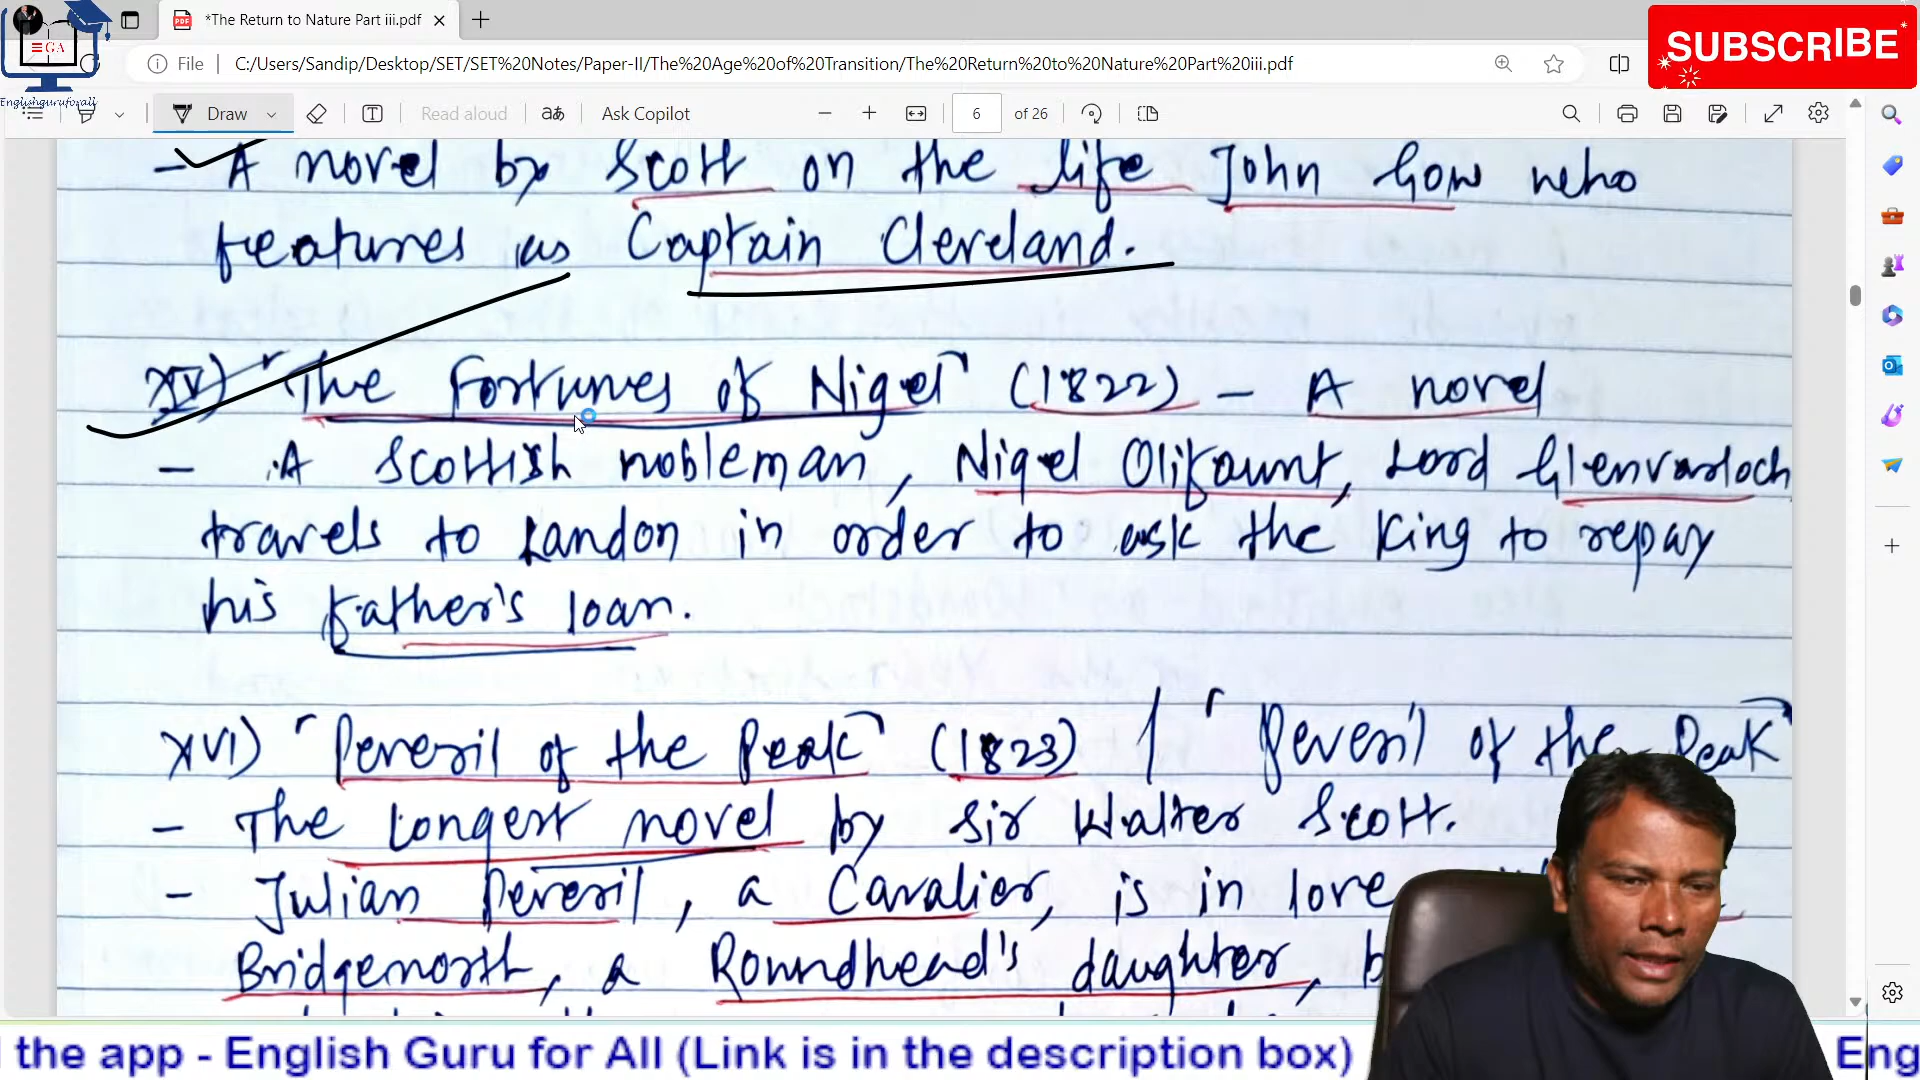 *The Return to Nature Part iii.pdf
SUBSCRIBE
EGA
Englishguruforall
File C:/Users/Sandip/Desktop/SET/SET%20Notes/Paper-II/The%20Age%20of%20Transition/The%20Return%20to%20Nature%20Part%20iii.pdf
Draw Read aloud aあ Ask Copilot 6 of 26
- A novel by Scott on the life John Gow who
features as Captain Cleveland.
XV) "The Fortunes of Nigel" (1822) - A novel
- A Scottish nobleman, Nigel Olifaunt, Lord Glenvarloch
travels to London in order to ask the King to repay
his father's loan.
XVI) "Peveril of the Peak" (1823) / "Peveril of the Peak"
- The Longest novel by Sir Walter Scott.
- Julian Peveril, a Cavalier, is in love
Bridgenorth, a Roundhead's daughter, b
d the app - English Guru for All (Link is in the description box) Eng